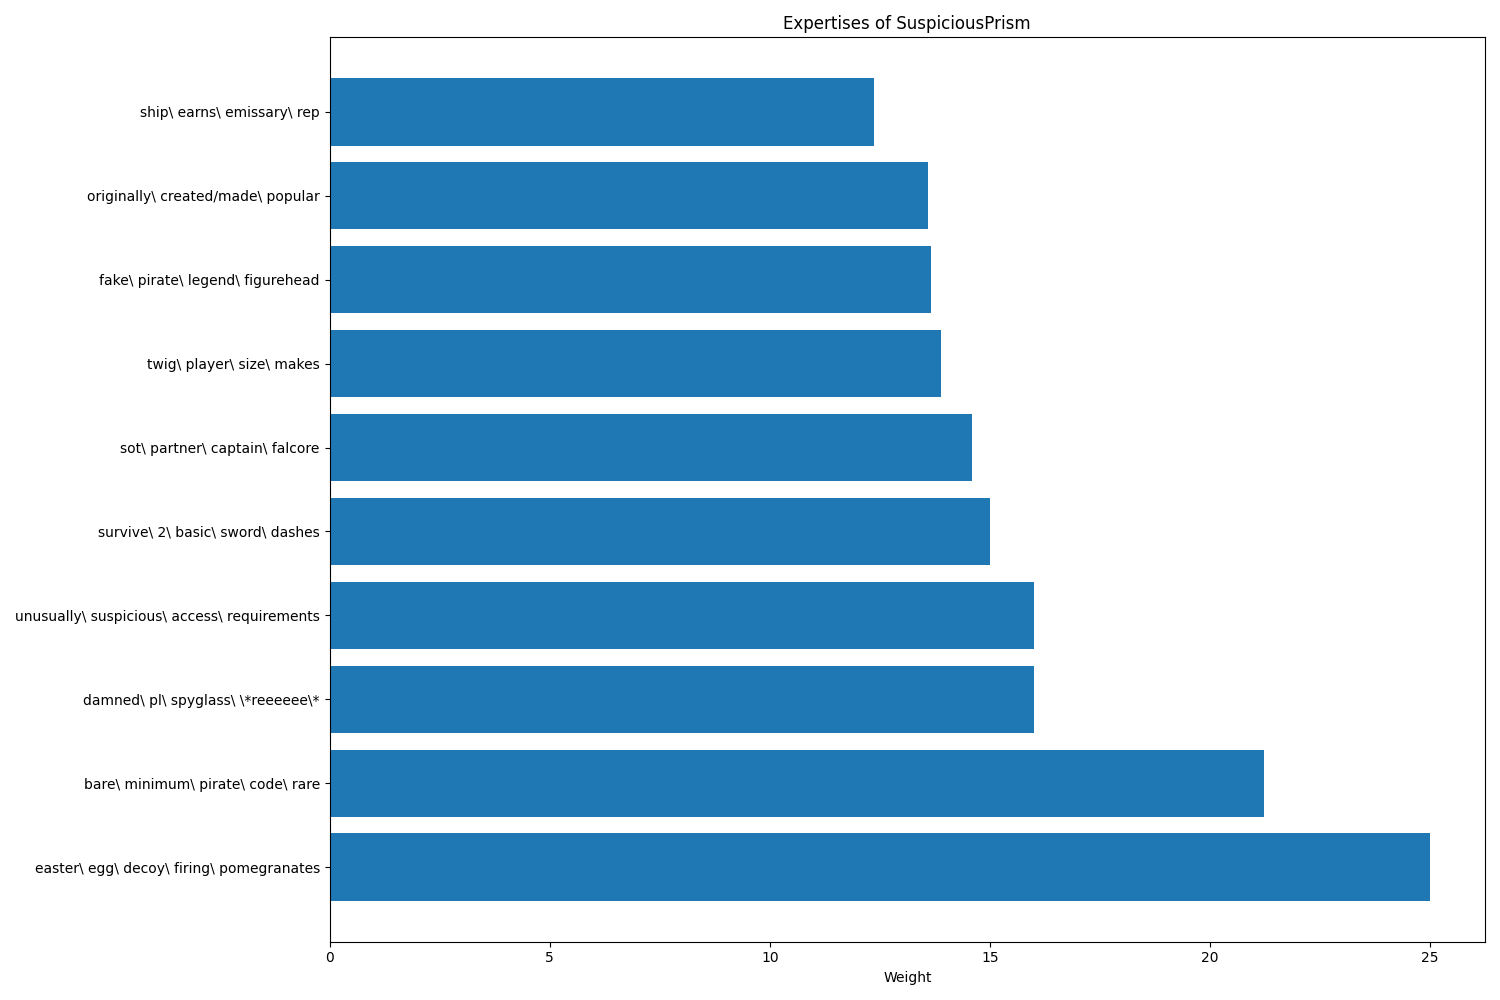 Expertises of SuspiciousPrism
ship\ earns\ emissary\ rep
originally\ created/made\ popular
fake\ pirate\ legend\ figurehead
twig\ player\ size\ makes
sot\ partner\ captain\ falcore
survive\ 2\ basic\ sword\ dashes
unusually\ suspicious\ access\ requirements
damned\ pl\ spyglass\ \*reeeeee\*
bare\ minimum\ pirate\ code\ rare
easter\ egg\ decoy\ firing\ pomegranates
0 5 10 15 20 25
Weight